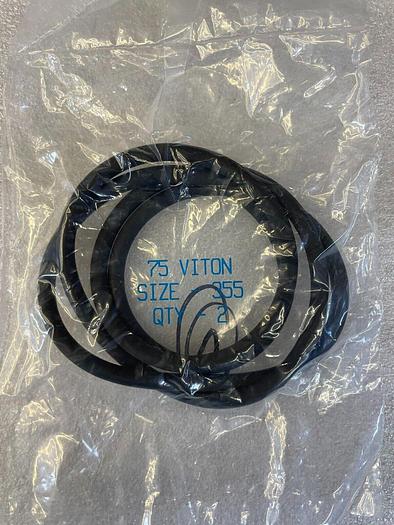 75 VITON
SIZE 355
QTY - 2